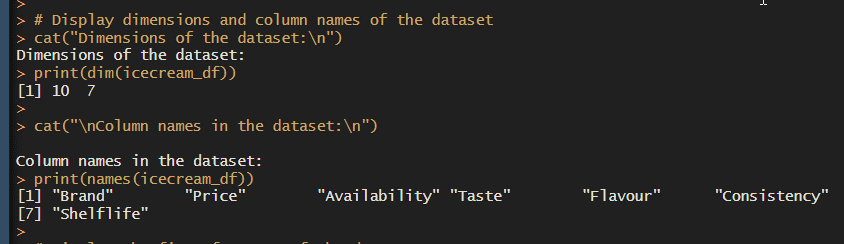 >
> # Display dimensions and column names of the dataset
> cat("Dimensions of the dataset:\n")
Dimensions of the dataset:
> print(dim(icecream_df))
[1] 10  7
>
> cat("\nColumn names in the dataset:\n")

Column names in the dataset:
> print(names(icecream_df))
[1] "Brand"        "Price"        "Availability" "Taste"        "Flavour"      "Consistency"
[7] "Shelflife"
>